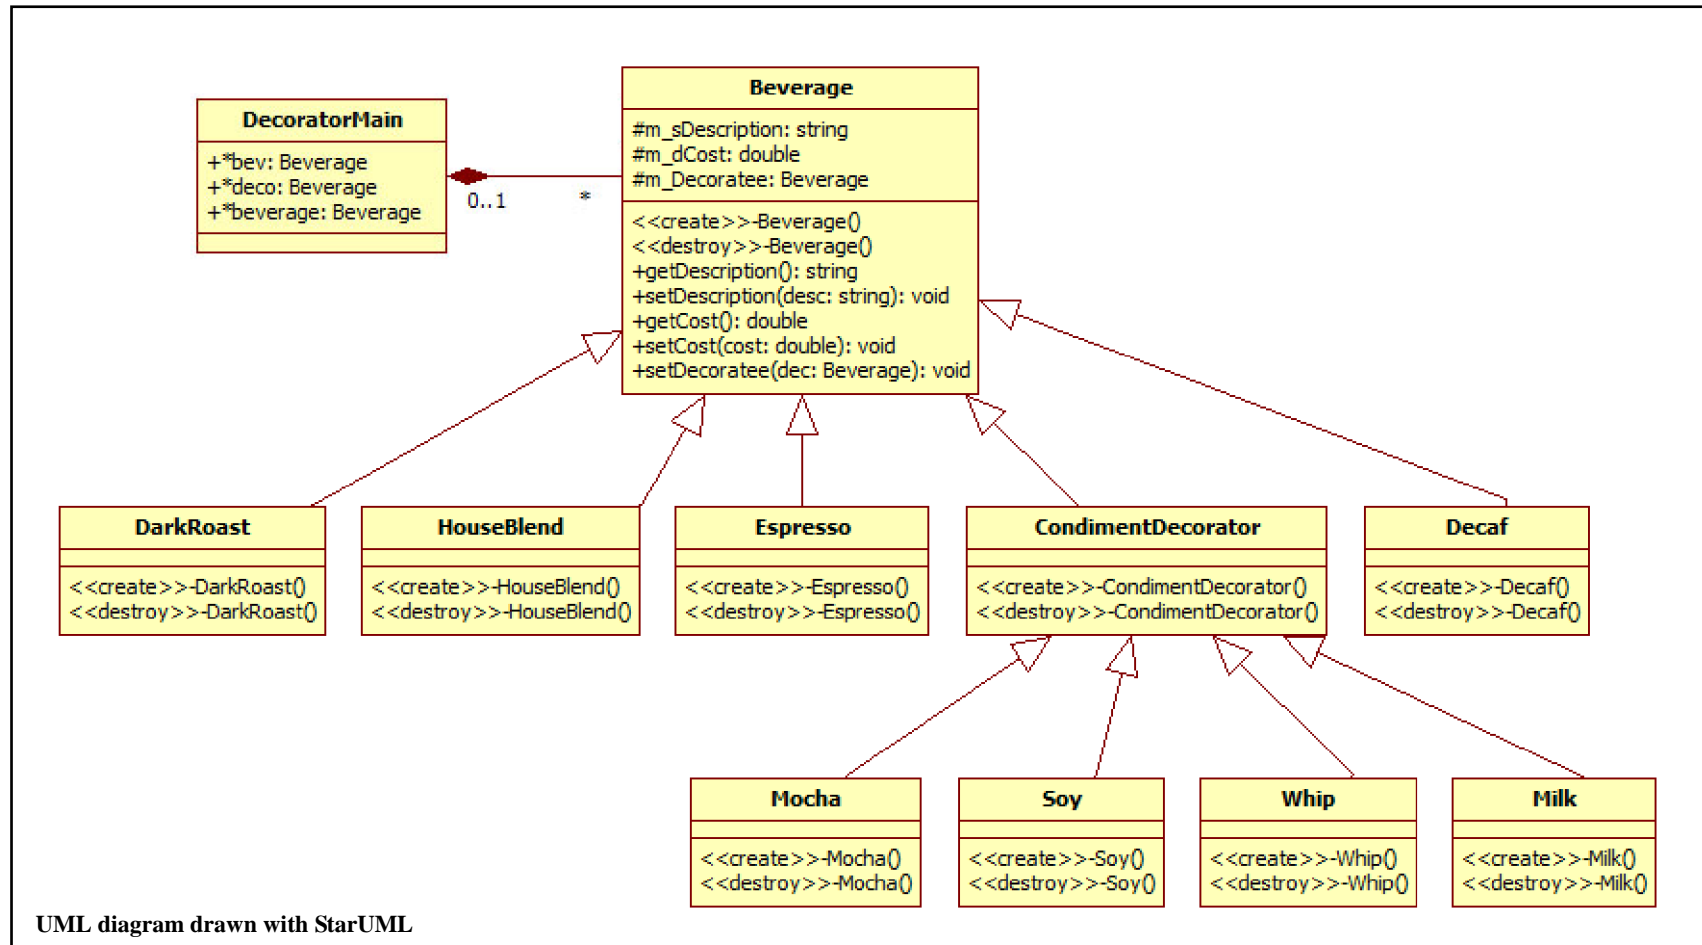 DecoratorMain
+*bev: Beverage
+*deco: Beverage
+*beverage: Beverage
0..1
*
Beverage
#m_sDescription: string
#m_dCost: double
#m_Decoratee: Beverage
<<create>>-Beverage()
<<destroy>>-Beverage()
+getDescription(): string
+setDescription(desc: string): void
+getCost(): double
+setCost(cost: double): void
+setDecoratee(dec: Beverage): void
DarkRoast
<<create>>-DarkRoast()
<<destroy>>-DarkRoast()
HouseBlend
<<create>>-HouseBlend()
<<destroy>>-HouseBlend()
Espresso
<<create>>-Espresso()
<<destroy>>-Espresso()
CondimentDecorator
<<create>>-CondimentDecorator()
<<destroy>>-CondimentDecorator()
Decaf
<<create>>-Decaf()
<<destroy>>-Decaf()
Mocha
<<create>>-Mocha()
<<destroy>>-Mocha()
Soy
<<create>>-Soy()
<<destroy>>-Soy()
Whip
<<create>>-Whip()
<<destroy>>-Whip()
Milk
<<create>>-Milk()
<<destroy>>-Milk()
UML diagram drawn with StarUML